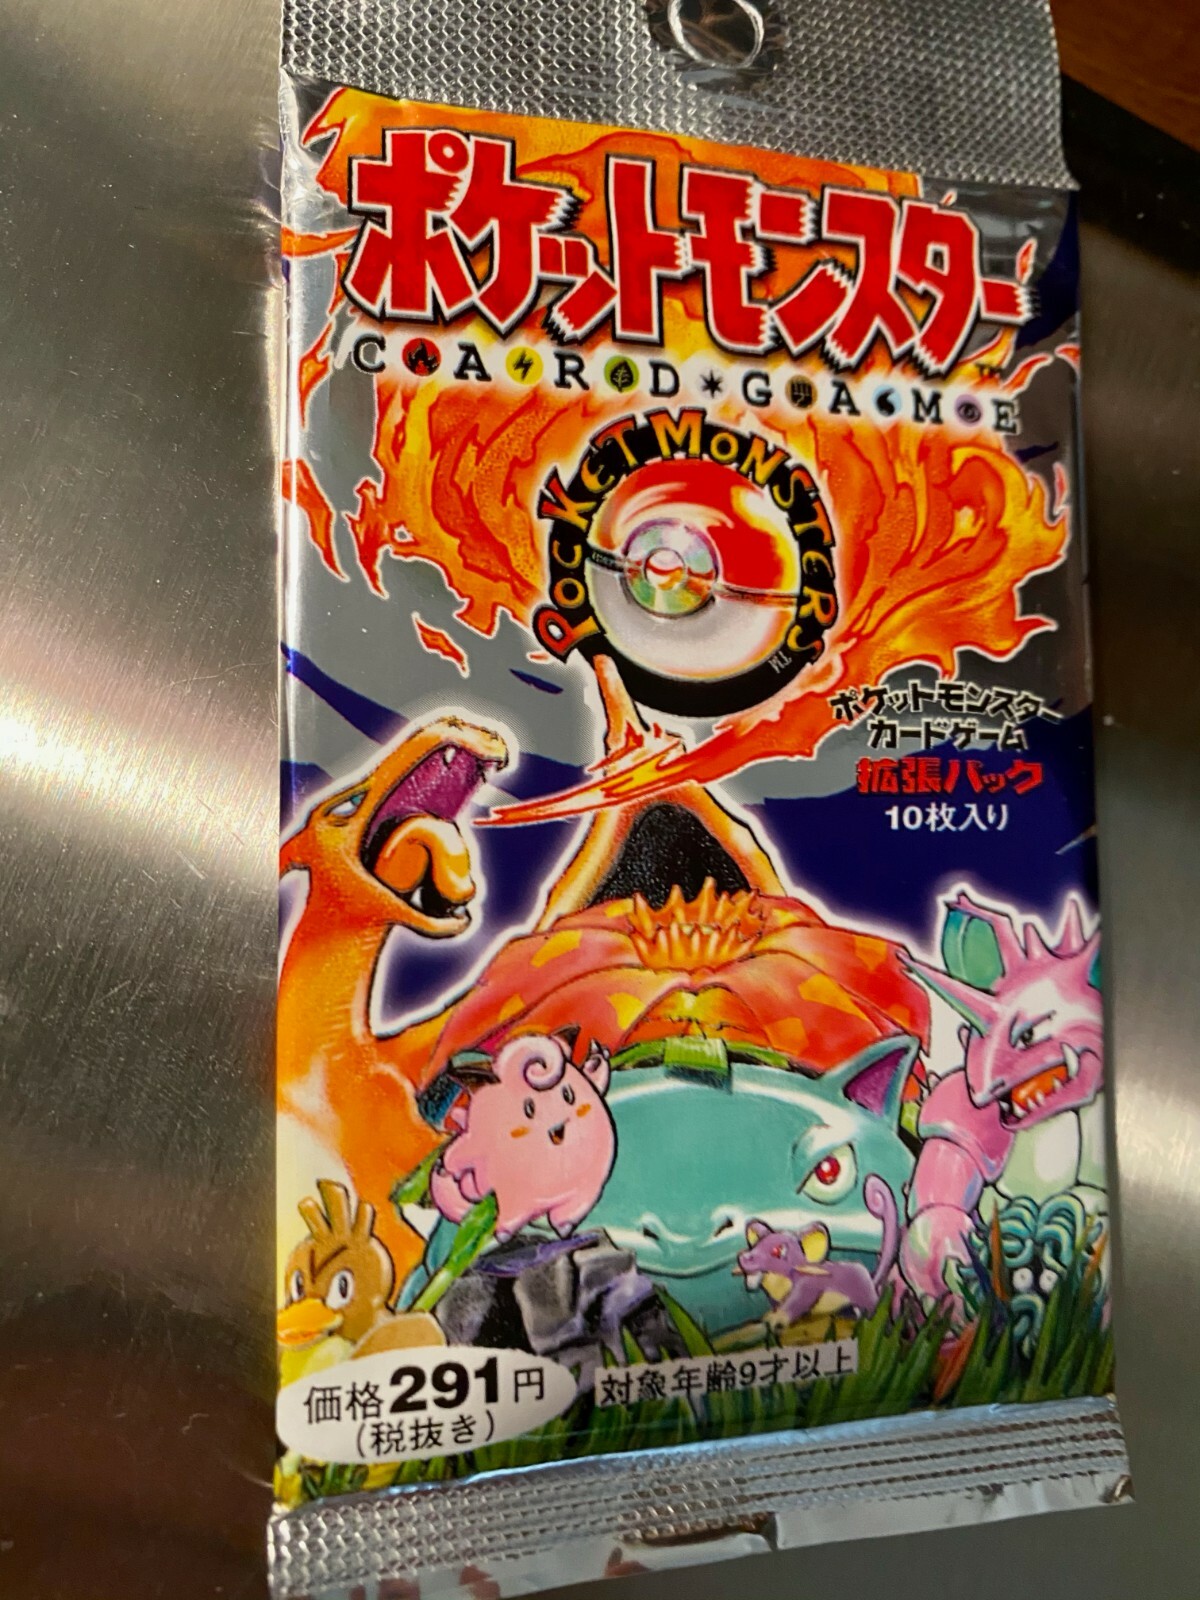 ポケットモンスター
TM
CARD GAME
POCKET MONSTERS
TM
ポケットモンスター
カードゲーム
拡張パック
10枚入り
価格291円
(税抜き)
対象年齢9才以上